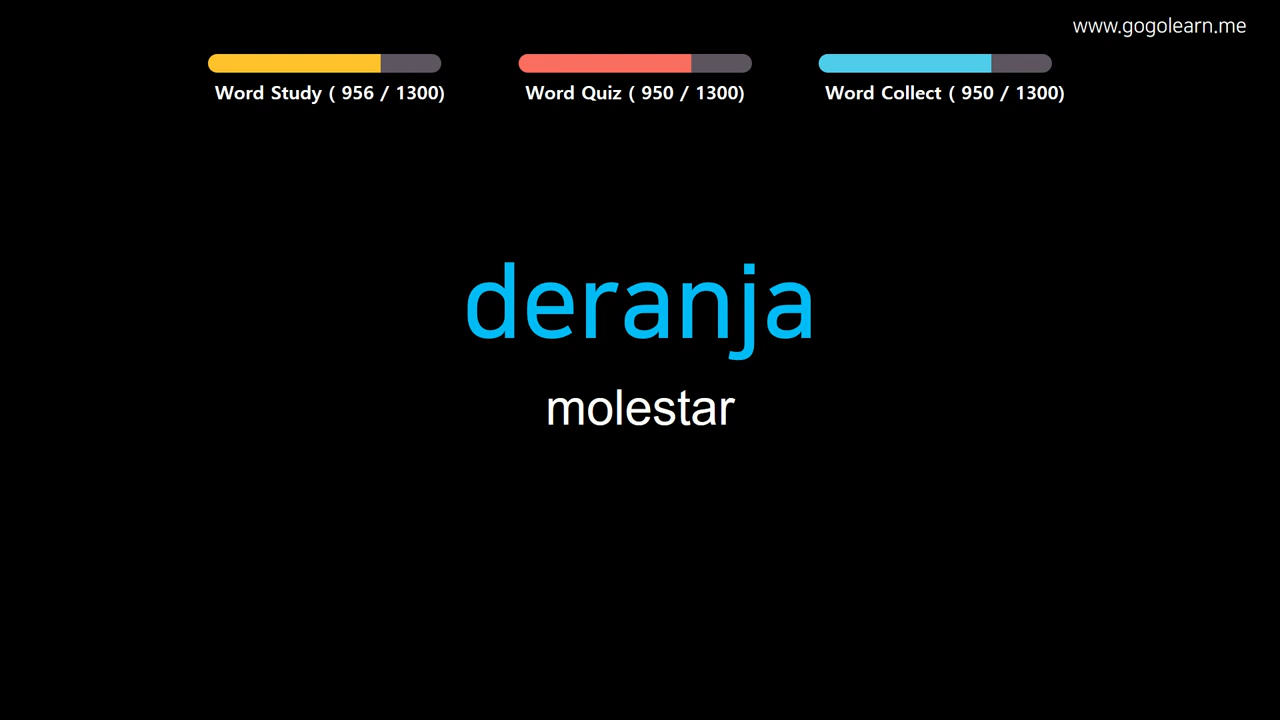 www.gogolearn.me
Word Study ( 956 / 1300)
Word Quiz ( 950 / 1300)
Word Collect ( 950 / 1300)
deranja
molestar